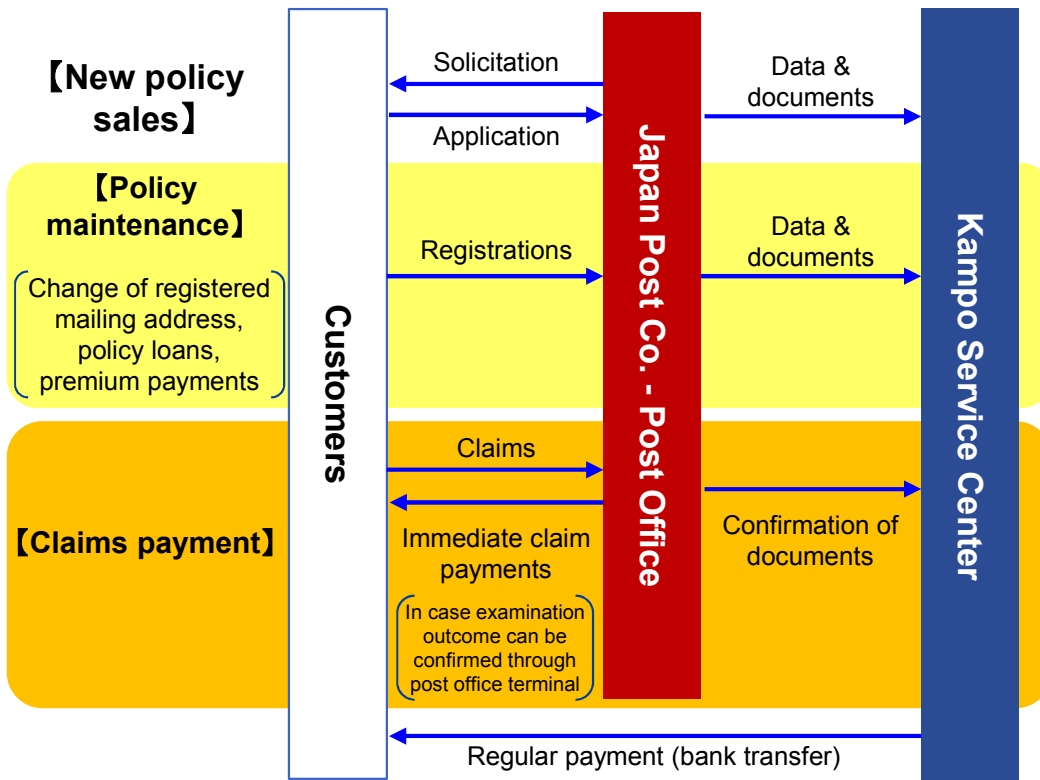 【New policy
sales】
Solicitation
Application
Data &
documents
【Policy
maintenance】
Change of registered
mailing address,
policy loans,
premium payments
Registrations
Data &
documents
Customers
Japan Post Co. - Post Office
Kampo Service Center
【Claims payment】
Claims
Immediate claim
payments
In case examination
outcome can be
confirmed through
post office terminal
Confirmation of
documents
Regular payment (bank transfer)